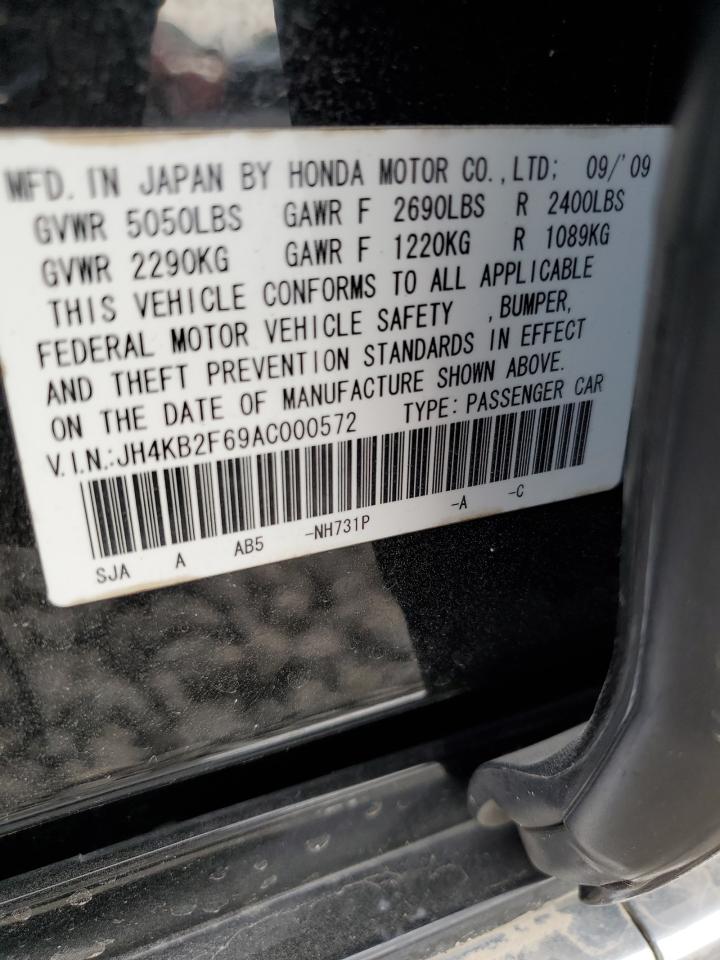 MFD. IN JAPAN BY HONDA MOTOR CO.,LTD; 09/'09
GVWR 5050LBS GAWR F 2690LBS R 2400LBS
GVWR 2290KG GAWR F 1220KG R 1089KG
THIS VEHICLE CONFORMS TO ALL APPLICABLE
FEDERAL MOTOR VEHICLE SAFETY ,BUMPER,
AND THEFT PREVENTION STANDARDS IN EFFECT
ON THE DATE OF MANUFACTURE SHOWN ABOVE.
V.I.N.:JH4KB2F69AC000572 TYPE:PASSENGER CAR
SJA A AB5 -NH731P -A -C